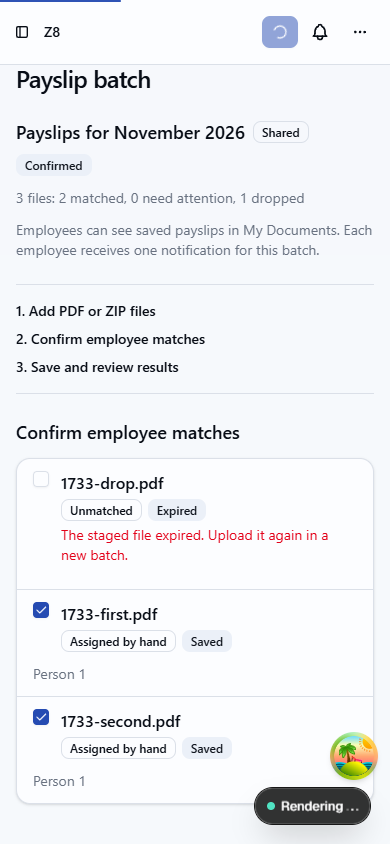 Z8
Payslip batch
Payslips for November 2026 Shared
Confirmed
3 files: 2 matched, 0 need attention, 1 dropped
Employees can see saved payslips in My Documents. Each
employee receives one notification for this batch.
1. Add PDF or ZIP files
2. Confirm employee matches
3. Save and review results
Confirm employee matches
1733-drop.pdf
Unmatched Expired
The staged file expired. Upload it again in a
new batch.
1733-first.pdf
Assigned by hand Saved
Person 1
1733-second.pdf
Assigned by hand Saved
Person 1
Rendering ...